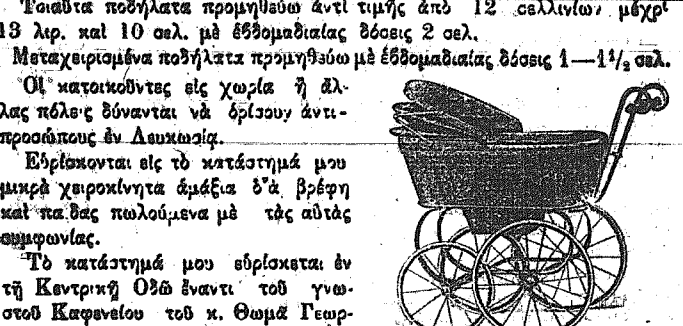 Τοιαῦτα ποδήλατα προμηθεύω ἀντὶ τιμῆς ἀπὸ 12 σελλινίων μέχρι
13 λιρ. καὶ 10 σελ. μὲ ἑβδομαδιαίας δόσεις 2 σελ.
Μεταχειρισμένα ποδήλατα προμηθεύω μὲ ἑβδομαδιαίας δόσεις 1—1½ σελ.
Οἱ κατοικοῦντες εἰς χωρία ἢ ἄλ-
λας πόλεις δύνανται νὰ ὁρίσουν ἀντι-
προσώπους ἐν Λευκωσίᾳ.
Εὑρίσκονται εἰς τὸ κατάστημά μου
μικρὰ χειροκίνητα ἁμάξια διὰ βρέφη
καὶ παῖδας πωλούμενα μὲ τὰς αὐτὰς
συμφωνίας.
Τὸ κατάστημά μου εὑρίσκεται ἐν
τῇ Κεντρικῇ Ὁδῷ ἔναντι τοῦ γνω-
στοῦ Καφενείου τοῦ κ. Θωμᾶ Γεωρ-